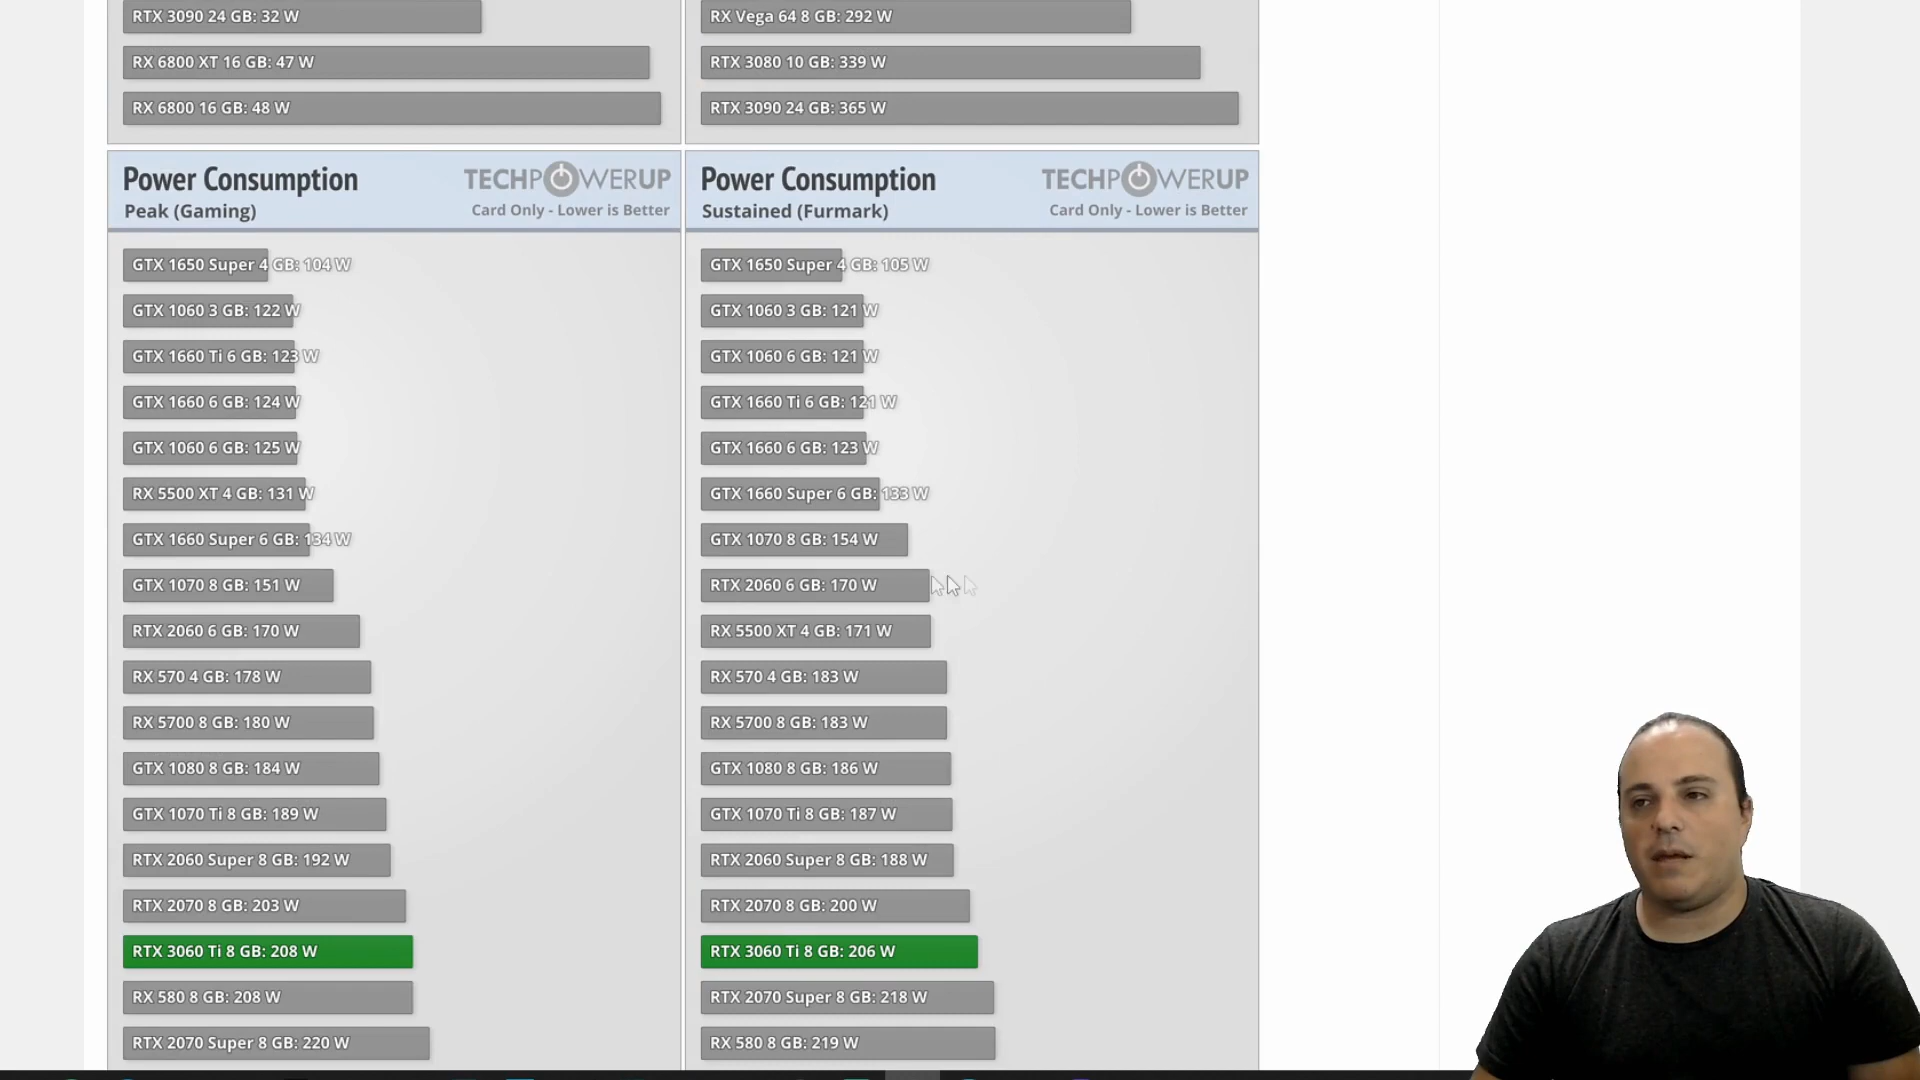 RTX 3090 24 GB: 32 W
RX 6800 XT 16 GB: 47 W
RX 6800 16 GB: 48 W
RX Vega 64 8 GB: 292 W
RTX 3080 10 GB: 339 W
RTX 3090 24 GB: 365 W
Power Consumption
TECHPOWERUP
Peak (Gaming)
Card Only - Lower is Better
GTX 1650 Super 4 GB: 104 W
GTX 1060 3 GB: 122 W
GTX 1660 Ti 6 GB: 123 W
GTX 1660 6 GB: 124 W
GTX 1060 6 GB: 125 W
RX 5500 XT 4 GB: 131 W
GTX 1660 Super 6 GB: 134 W
GTX 1070 8 GB: 151 W
RTX 2060 6 GB: 170 W
RX 570 4 GB: 178 W
RX 5700 8 GB: 180 W
GTX 1080 8 GB: 184 W
GTX 1070 Ti 8 GB: 189 W
RTX 2060 Super 8 GB: 192 W
RTX 2070 8 GB: 203 W
RTX 3060 Ti 8 GB: 208 W
RX 580 8 GB: 208 W
RTX 2070 Super 8 GB: 220 W
Power Consumption
TECHPOWERUP
Sustained (Furmark)
Card Only - Lower is Better
GTX 1650 Super 4 GB: 105 W
GTX 1060 3 GB: 121 W
GTX 1060 6 GB: 121 W
GTX 1660 Ti 6 GB: 121 W
GTX 1660 6 GB: 123 W
GTX 1660 Super 6 GB: 133 W
GTX 1070 8 GB: 154 W
RTX 2060 6 GB: 170 W
RX 5500 XT 4 GB: 171 W
RX 570 4 GB: 183 W
RX 5700 8 GB: 183 W
GTX 1080 8 GB: 186 W
GTX 1070 Ti 8 GB: 187 W
RTX 2060 Super 8 GB: 188 W
RTX 2070 8 GB: 200 W
RTX 3060 Ti 8 GB: 206 W
RTX 2070 Super 8 GB: 218 W
RX 580 8 GB: 219 W